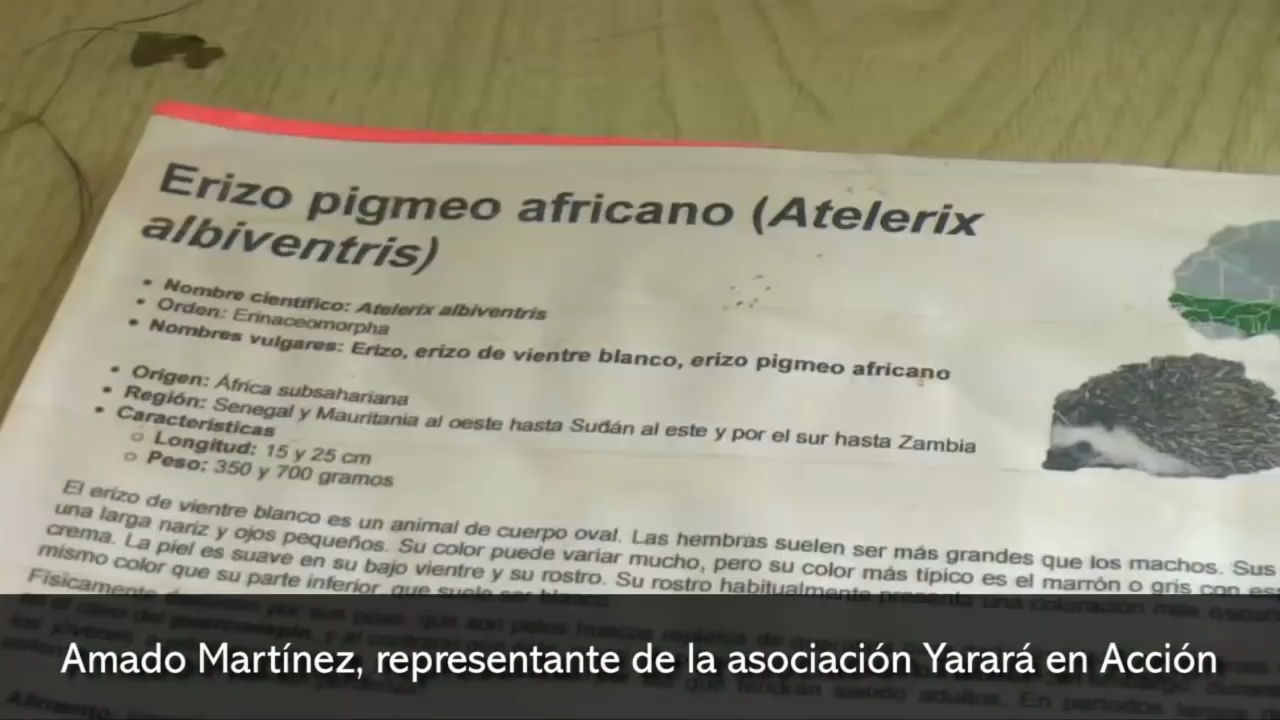 Erizo pigmeo africano (Atelerix
albiventris)
• Nombre científico: Atelerix albiventris
• Orden: Erinaceomorpha
• Nombres vulgares: Erizo, erizo de vientre blanco, erizo pigmeo africano
• Origen: África subsahariana
• Región: Senegal y Mauritania al oeste hasta Sudán al este y por el sur hasta Zambia
• Características
○ Longitud: 15 y 25 cm
○ Peso: 350 y 700 gramos
El erizo de vientre blanco es un animal de cuerpo oval. Las hembras suelen ser más grandes que los machos. Sus
una larga nariz y ojos pequeños. Su color puede variar mucho, pero su color más típico es el marrón o gris con
crema. La piel es suave en su bajo vientre y su rostro. Su rostro habitualmente presenta una coloración más
mismo color que su parte inferior, que suele ser blanco.
Físicamente
Amado Martínez, representante de la asociación Yarará en Acción